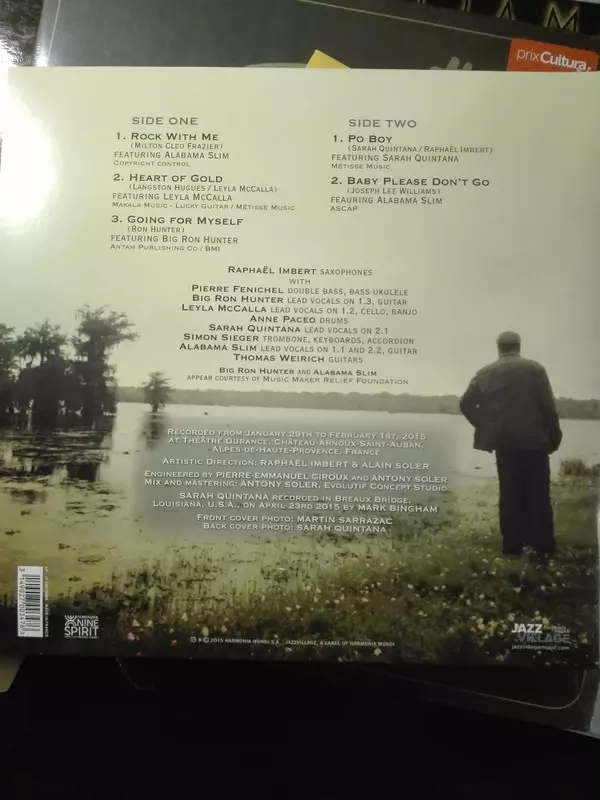 prixCultura
SIDE ONE
1. ROCK WITH ME
(MILTON CLEO FRAZIER)
FEATURING ALABAMA SLIM
COPYRIGHT CONTROL
2. HEART OF GOLD
(LANGSTON HUGUES / LEYLA MCCALLA)
FEATURING LEYLA MCCALLA
MAKALA MUSIC - LUCKY GUITAR / MÉTISSE MUSIC
3. GOING FOR MYSELF
(RON HUNTER)
FEATURING BIG RON HUNTER
ANTAM PUBLISHING CO / BMI
SIDE TWO
1. PO BOY
(SARAH QUINTANA / RAPHAËL IMBERT)
FEATURING SARAH QUINTANA
MÉTISSE MUSIC
2. BABY PLEASE DON'T GO
(JOSEPH LEE WILLIAMS)
FEAURING ALABAMA SLIM
ASCAP
RAPHAËL IMBERT SAXOPHONES
WITH
PIERRE FENICHEL DOUBLE BASS, BASS UKULELE
BIG RON HUNTER LEAD VOCALS ON 1.3, GUITAR
LEYLA MCCALLA LEAD VOCALS ON 1.2, CELLO, BANJO
ANNE PACEO DRUMS
SARAH QUINTANA LEAD VOCALS ON 2.1
SIMON SIEGER TROMBONE, KEYBOARDS, ACCORDION
ALABAMA SLIM LEAD VOCALS ON 1.1 AND 2.2, GUITAR
THOMAS WEIRICH GUITARS
BIG RON HUNTER AND ALABAMA SLIM
APPEAR COURTESY OF MUSIC MAKER RELIEF FOUNDATION
RECORDED FROM JANUARY 29TH TO FEBRUARY 1ST, 2015
AT THÉÂTRE DURANCE, CHÂTEAU-ARNOUX-SAINT-AUBAN,
ALPES-DE-HAUTE-PROVENCE, FRANCE
ARTISTIC DIRECTION: RAPHAËL IMBERT & ALAIN SOLER
ENGINEERED BY PIERRE-EMMANUEL GIROUX AND ANTONY SOLER
MIX AND MASTERING: ANTONY SOLER, EVOLUTIF CONCEPT STUDIO
SARAH QUINTANA RECORDED IN BREAUX BRIDGE,
LOUISIANA, U.S.A., ON APRIL 23RD 2015 BY MARK BINGHAM
FRONT COVER PHOTO: MARTIN SARRAZAC
BACK COVER PHOTO: SARAH QUINTANA
NINE
SPIRIT
℗ & © 2015 HARMONIA MUNDI S.A. - JAZZVILLAGE, A LABEL OF HARMONIA MUNDI
JAZZ
VILLAGE
jazzvillagemusic.com